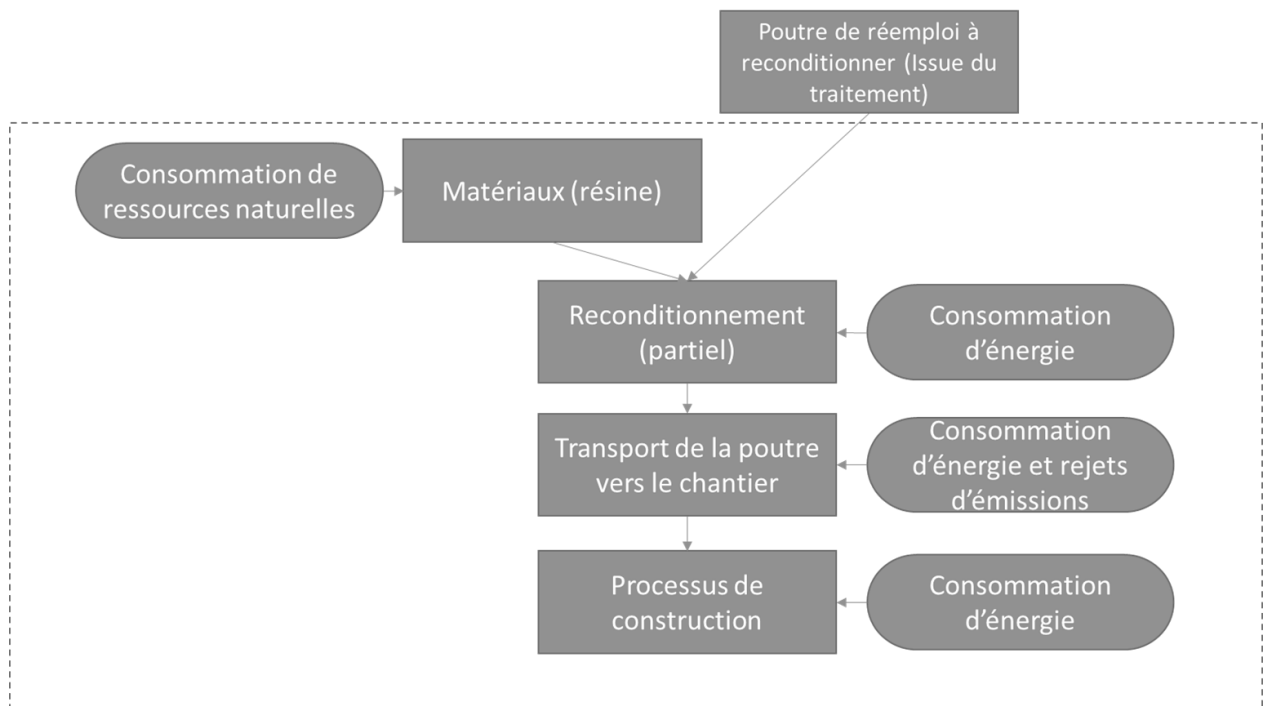 Poutre de réemploi à
reconditionner (Issue du
traitement)
Consommation de
ressources naturelles
Matériaux (résine)
Reconditionnement
(partiel)
Consommation
d’énergie
Transport de la poutre
vers le chantier
Consommation
d’énergie et rejets
d’émissions
Processus de
construction
Consommation
d’énergie